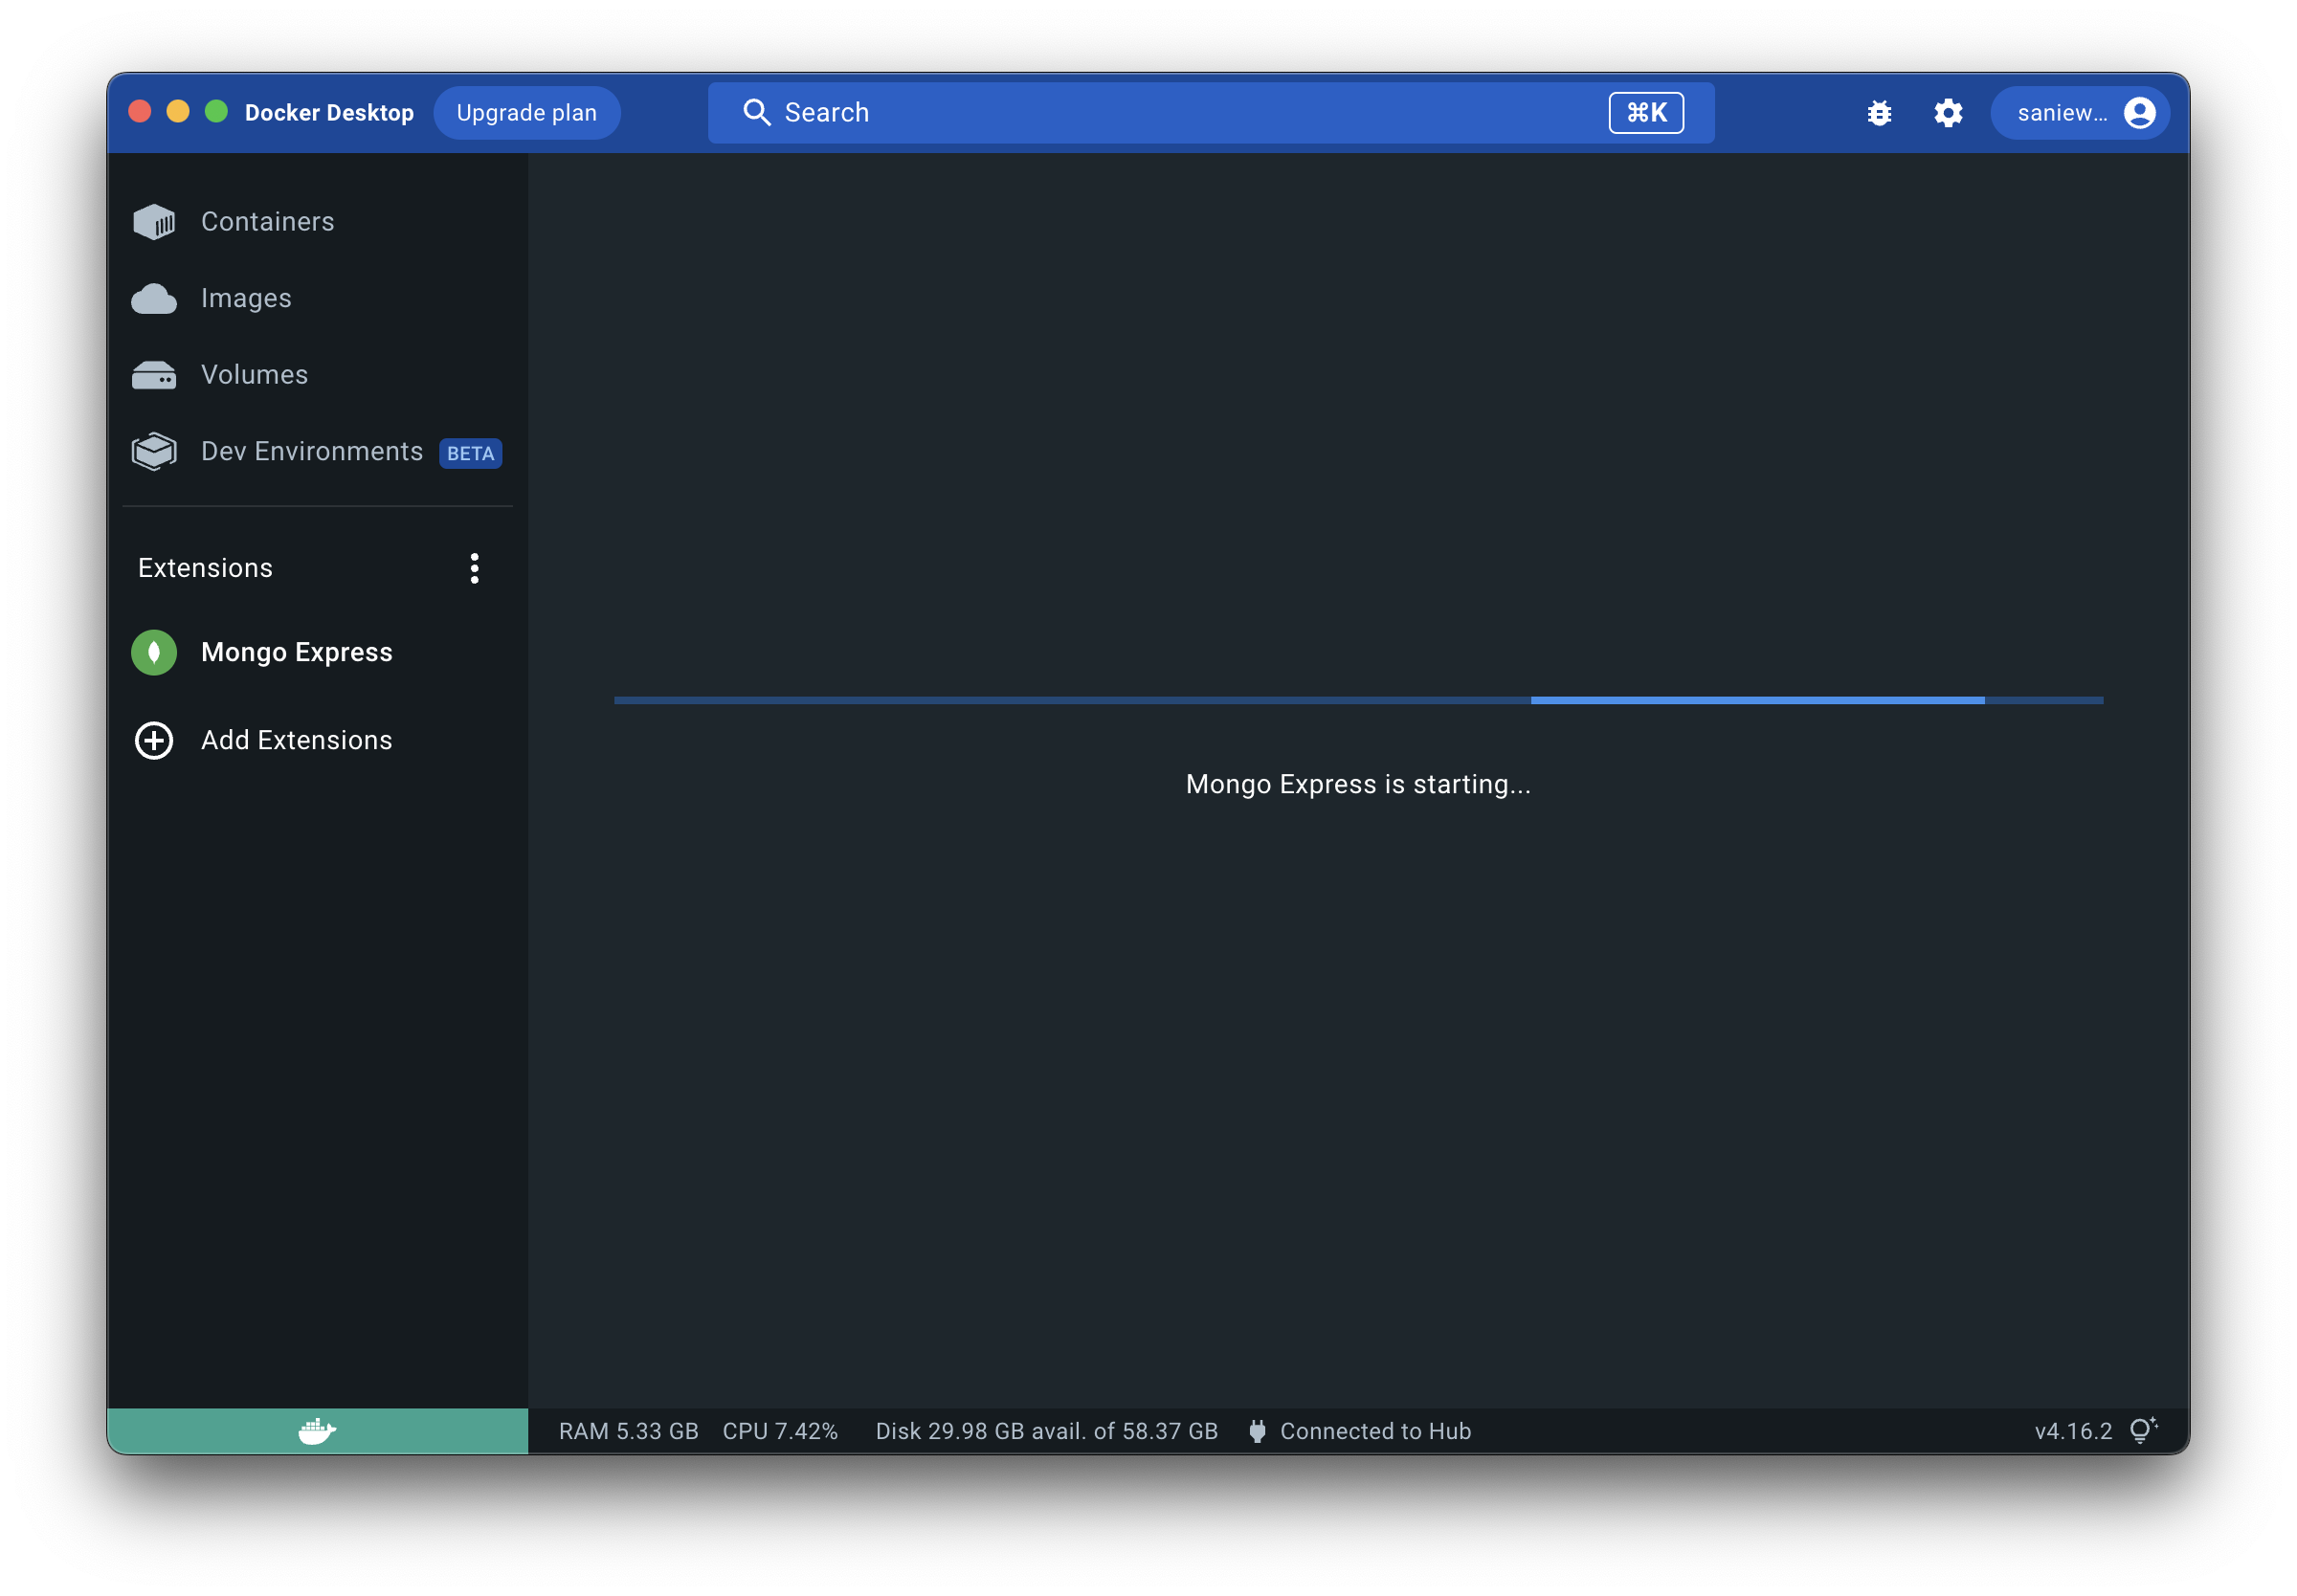 Docker Desktop Upgrade plan Search ⌘K saniew...
Containers
Images
Volumes
Dev Environments BETA
Extensions
Mongo Express
Add Extensions
Mongo Express is starting...
RAM 5.33 GB CPU 7.42% Disk 29.98 GB avail. of 58.37 GB Connected to Hub v4.16.2